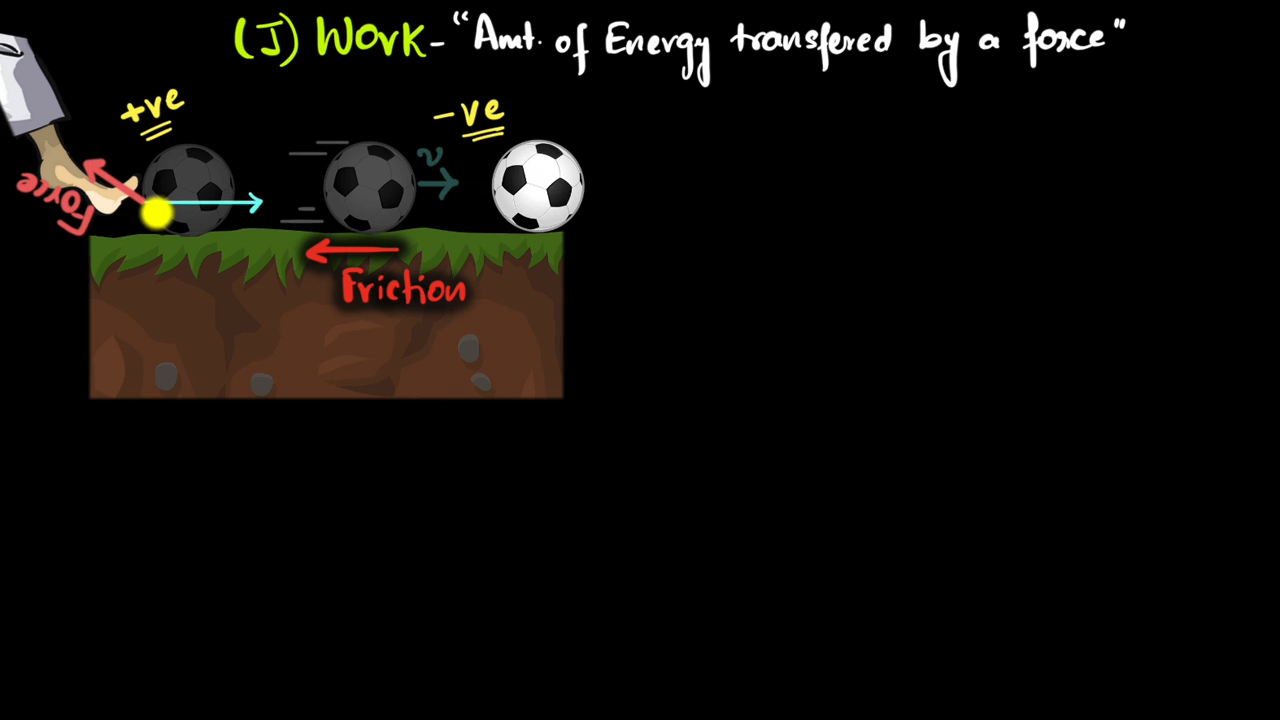 (J) Work - "Amt. of Energy transfered by a force"
+ve
-ve
v
Force
Friction